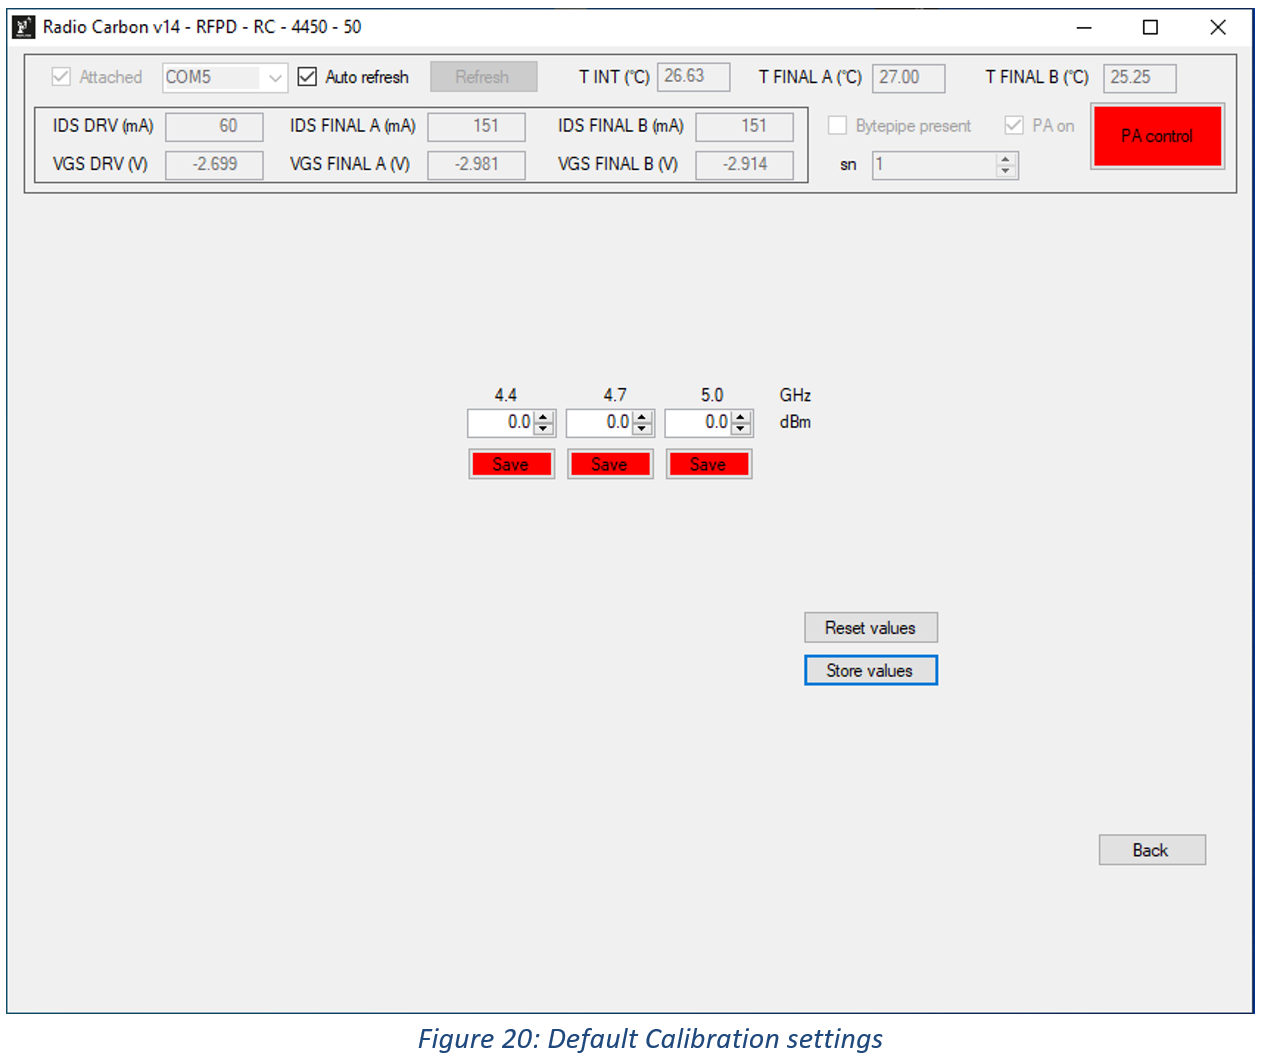 Radio Carbon v14 - RFPD - RC - 4450 - 50
Attached COM5 Auto refresh Refresh T INT (°C) 26.63 T FINAL A (°C) 27.00 T FINAL B (°C) 25.25
IDS DRV (mA) 60 IDS FINAL A (mA) 151 IDS FINAL B (mA) 151 Bytepipe present PA on PA control
VGS DRV (V) -2.699 VGS FINAL A (V) -2.981 VGS FINAL B (V) -2.914 sn 1
4.4 4.7 5.0 GHz
0.0 0.0 0.0 dBm
Save Save Save
Reset values
Store values
Back
Figure 20: Default Calibration settings